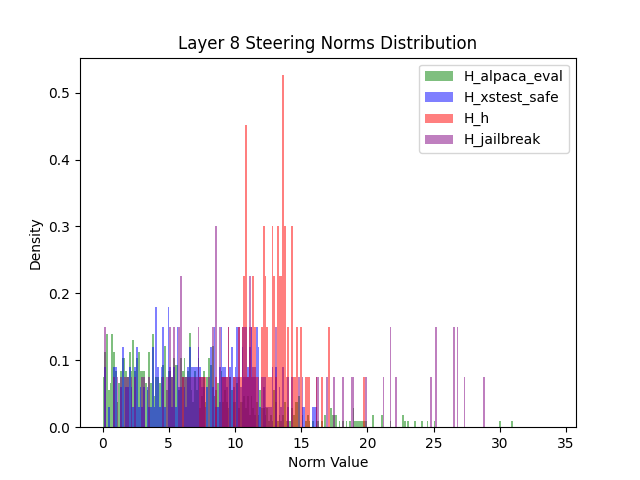 Layer 8 Steering Norms Distribution
H_alpaca_eval
H_xstest_safe
H_h
H_jailbreak
Density
0.5
0.4
0.3
0.2
0.1
0.0
0 5 10 15 20 25 30 35
Norm Value